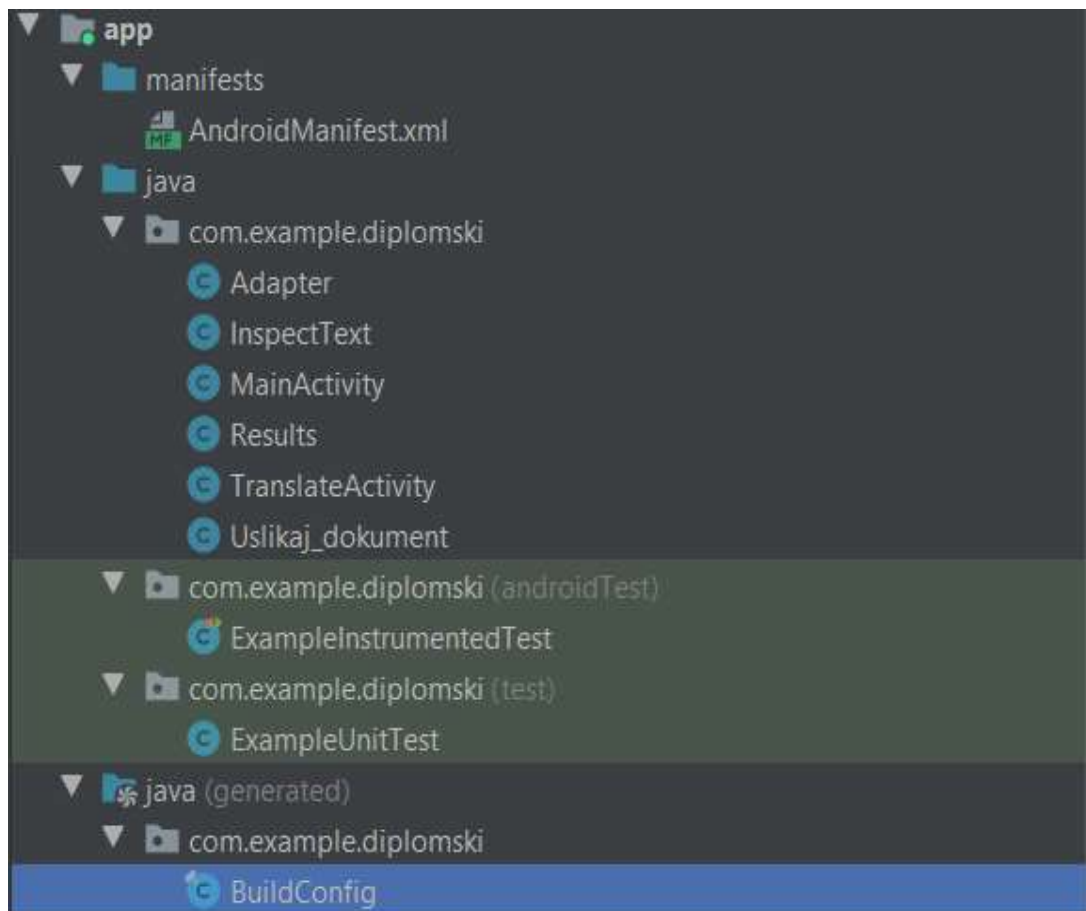 app
manifests
MF AndroidManifest.xml
java
com.example.diplomski
C Adapter
C InspectText
C MainActivity
C Results
C TranslateActivity
C Uslikaj_dokument
com.example.diplomski (androidTest)
C ExampleInstrumentedTest
com.example.diplomski (test)
C ExampleUnitTest
java (generated)
com.example.diplomski
C BuildConfig